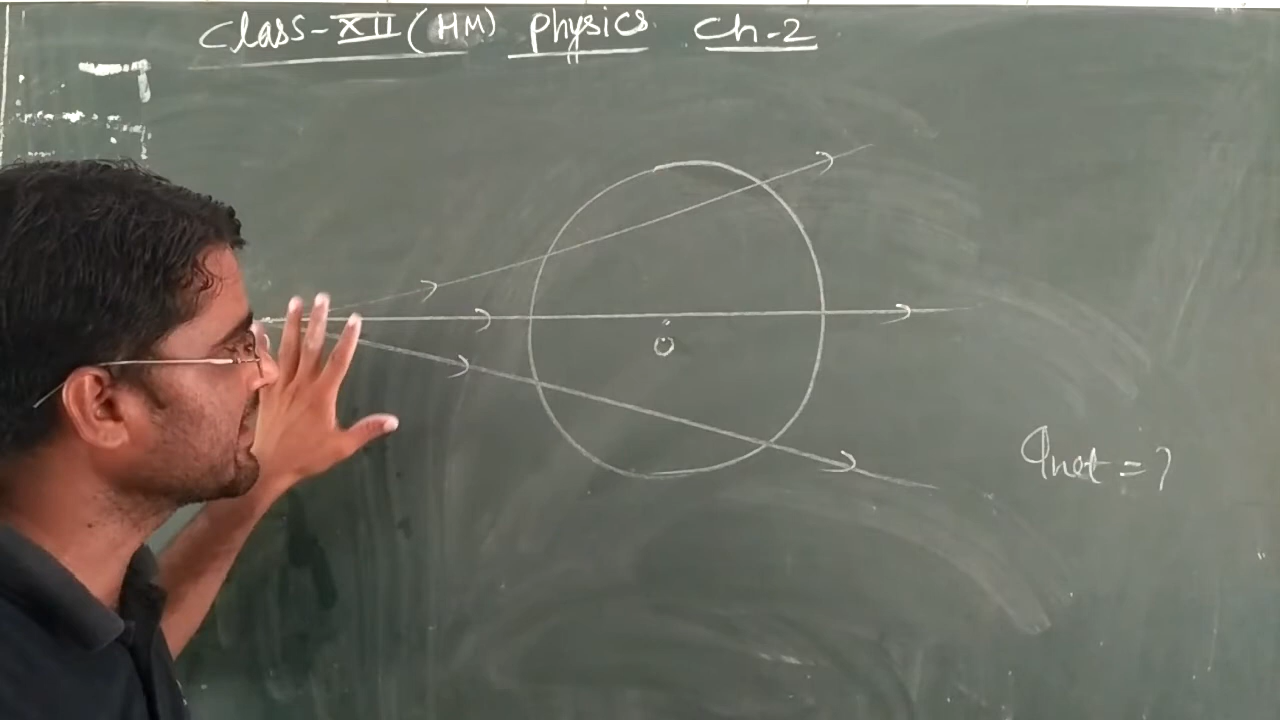 Class-XII (HM) Physics Ch-2
O
qnet = ?